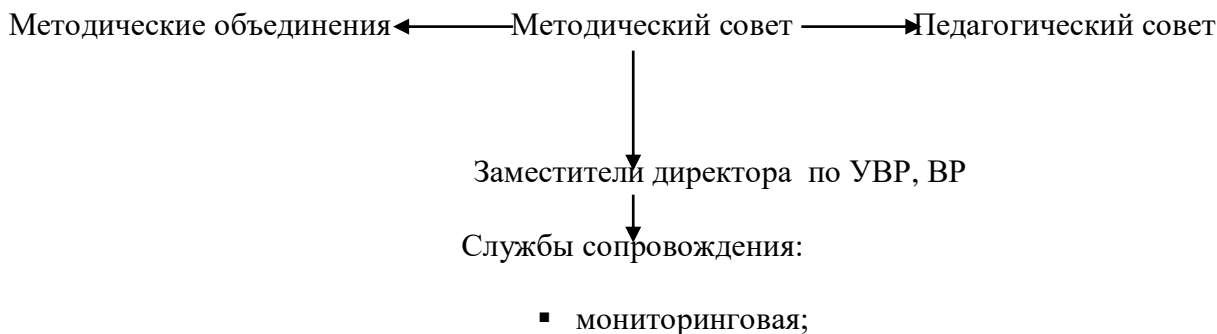 Методические объединения Методический совет Педагогический совет
Заместители директора по УВР, ВР
Службы сопровождения:
▪ мониторинговая;